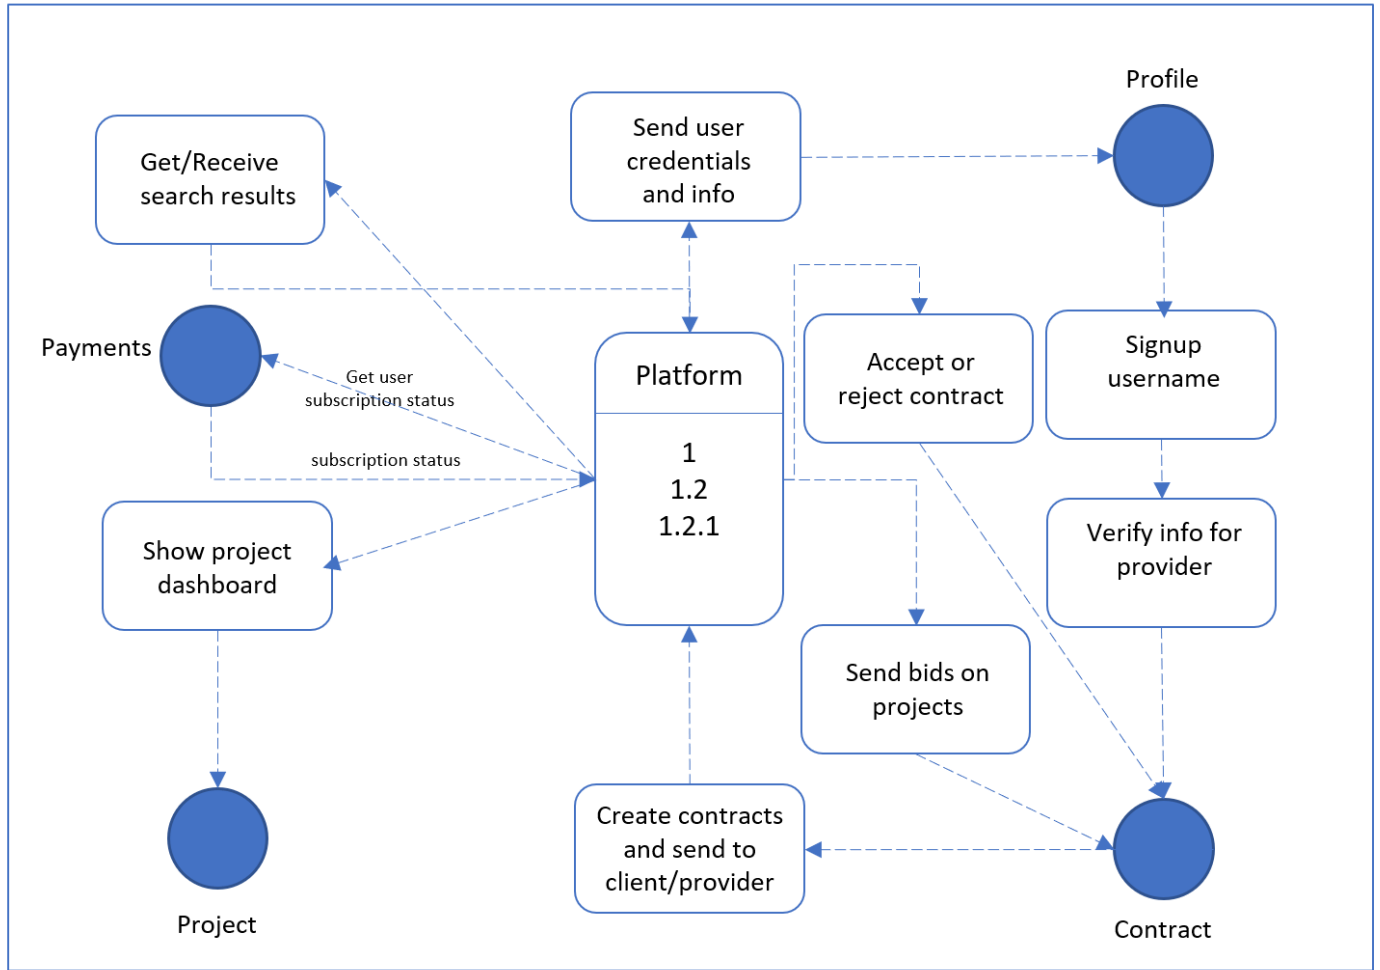 Profile
Send user
credentials
and info
Get/Receive
search results
Payments
Get user
subscription status
subscription status
Platform
1
1.2
1.2.1
Accept or
reject contract
Signup
username
Show project
dashboard
Verify info for
provider
Send bids on
projects
Create contracts
and send to
client/provider
Project
Contract